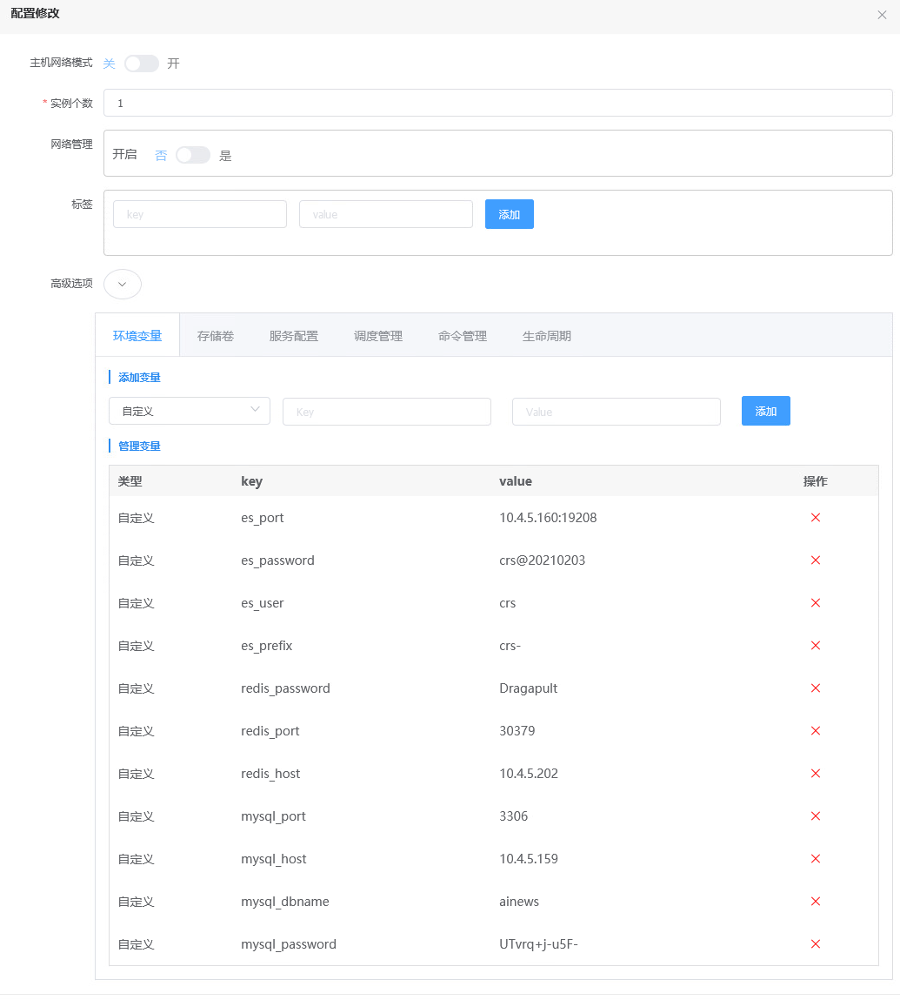 配置修改
主机网络模式 关 开
* 实例个数 1
网络管理 开启 否 是
标签 key value 添加
高级选项
环境变量 存储卷 服务配置 调度管理 命令管理 生命周期
添加变量
自定义 Key Value 添加
管理变量
类型 key value 操作
自定义 es_port 10.4.5.160:19208
自定义 es_password crs@20210203
自定义 es_user crs
自定义 es_prefix crs-
自定义 redis_password Dragapult
自定义 redis_port 30379
自定义 redis_host 10.4.5.202
自定义 mysql_port 3306
自定义 mysql_host 10.4.5.159
自定义 mysql_dbname ainews
自定义 mysql_password UTvrq+j-u5F-